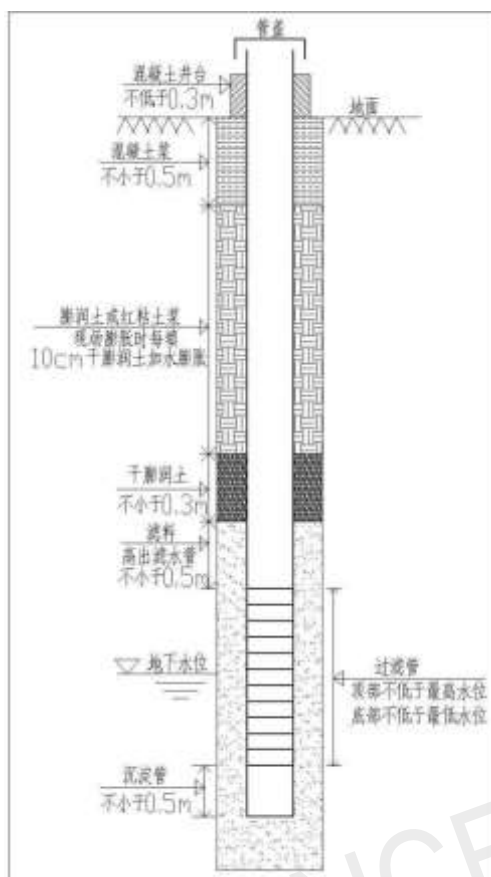 管盖
混凝土井台
不低于0.3m
地面
混凝土浆
不小于0.5m
膨润土或红粘土浆
现场膨胀时每填
10cm干膨润土加水膨胀
干膨润土
不小于0.3m
滤料
高出滤水管
不小于0.5m
地下水位
过滤管
顶部不低于最高水位
底部不低于最低水位
沉淀管
不小于0.5m